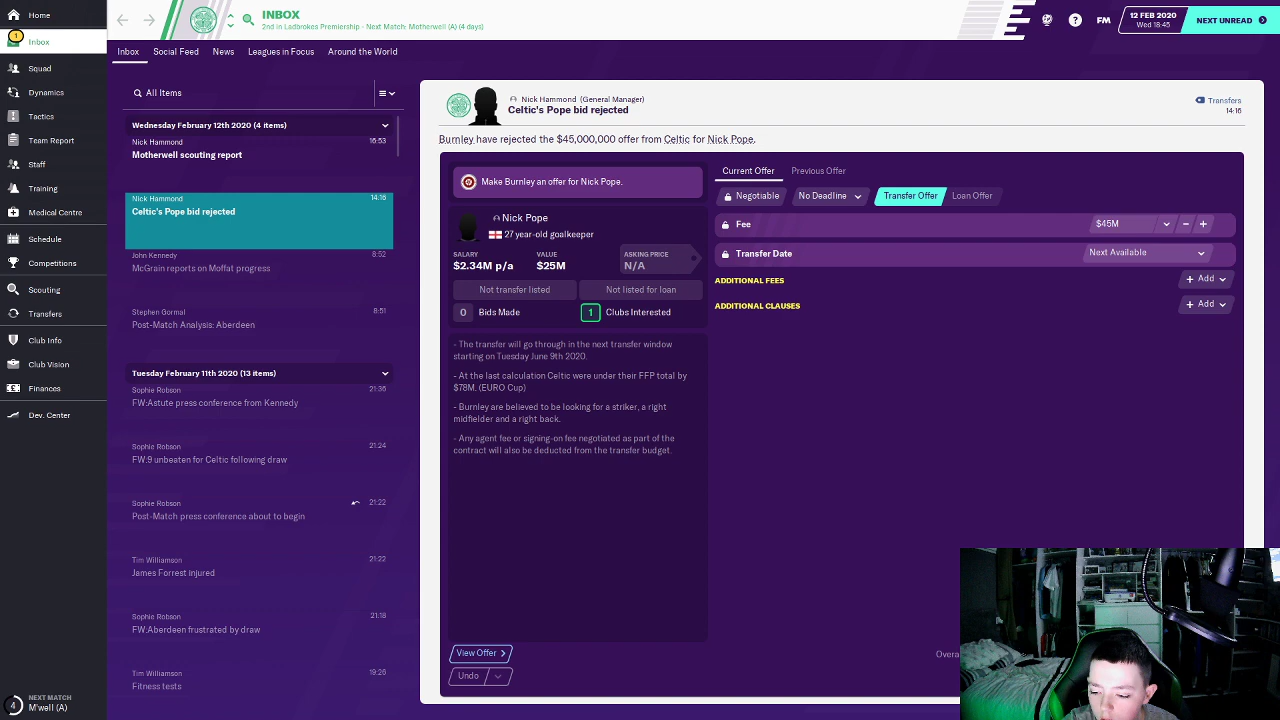 INBOX
2nd in Ladbrokes Premiership - Next Match: Motherwell (A) (4 days)
?
FM
12 FEB 2020
Wed 18:45
NEXT UNREAD
1
Inbox
Squad
Dynamics
Tactics
Team Report
Staff
Training
Medical Centre
Schedule
Competitions
Scouting
Transfers
Club Info
Club Vision
Finances
Dev. Center
NEXT MATCH
M'well (A)
Inbox
Social Feed
News
Leagues in Focus
Around the World
All Items
Wednesday February 12th 2020 (4 items)
Nick Hammond 16:53
Motherwell scouting report
Nick Hammond 14:16
Celtic's Pope bid rejected
John Kennedy 8:52
McGrain reports on Moffat progress
Stephen Gormal 8:51
Post-Match Analysis: Aberdeen
Tuesday February 11th 2020 (13 items)
Sophie Robson 21:36
FW:Astute press conference from Kennedy
Sophie Robson 21:24
FW:9 unbeaten for Celtic following draw
Sophie Robson 21:22
Post-Match press conference about to begin
Tim Williamson 21:22
James Forrest injured
Sophie Robson 21:18
FW:Aberdeen frustrated by draw
Tim Williamson 19:26
Fitness tests
Nick Hammond (General Manager)
Celtic's Pope bid rejected
Transfers
14:16
Burnley have rejected the $45,000,000 offer from Celtic for Nick Pope.
Make Burnley an offer for Nick Pope.
Nick Pope
27 year-old goalkeeper
SALARY VALUE ASKING PRICE
$2.34M p/a $25M N/A
Not transfer listed Not listed for loan
0 Bids Made 1 Clubs Interested
- The transfer will go through in the next transfer window
starting on Tuesday June 9th 2020.
- At the last calculation Celtic were under their FFP total by
$78M. (EURO Cup)
- Burnley are believed to be looking for a striker, a right
midfielder and a right back.
- Any agent fee or signing-on fee negotiated as part of the
contract will also be deducted from the transfer budget.
View Offer
Undo
Current Offer Previous Offer
Negotiable No Deadline Transfer Offer Loan Offer
Fee $45M
Transfer Date Next Available
ADDITIONAL FEES + Add
ADDITIONAL CLAUSES + Add